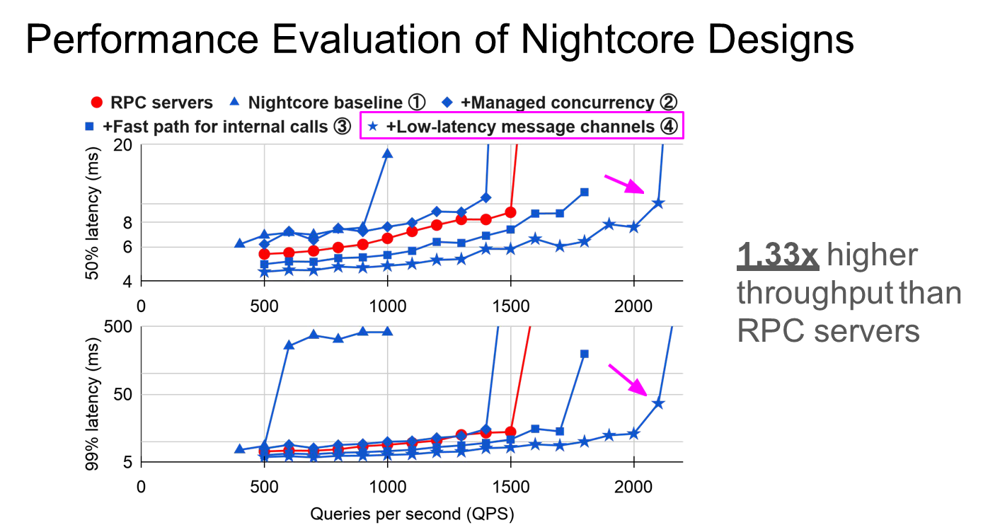 Performance Evaluation of Nightcore Designs
RPC servers Nightcore baseline ① +Managed concurrency ②
+Fast path for internal calls ③ +Low-latency message channels ④
50% latency (ms)
20
8
6
4
0 500 1000 1500 2000
1.33x higher
throughput than
RPC servers
99% latency (ms)
500
50
5
0 500 1000 1500 2000
Queries per second (QPS)